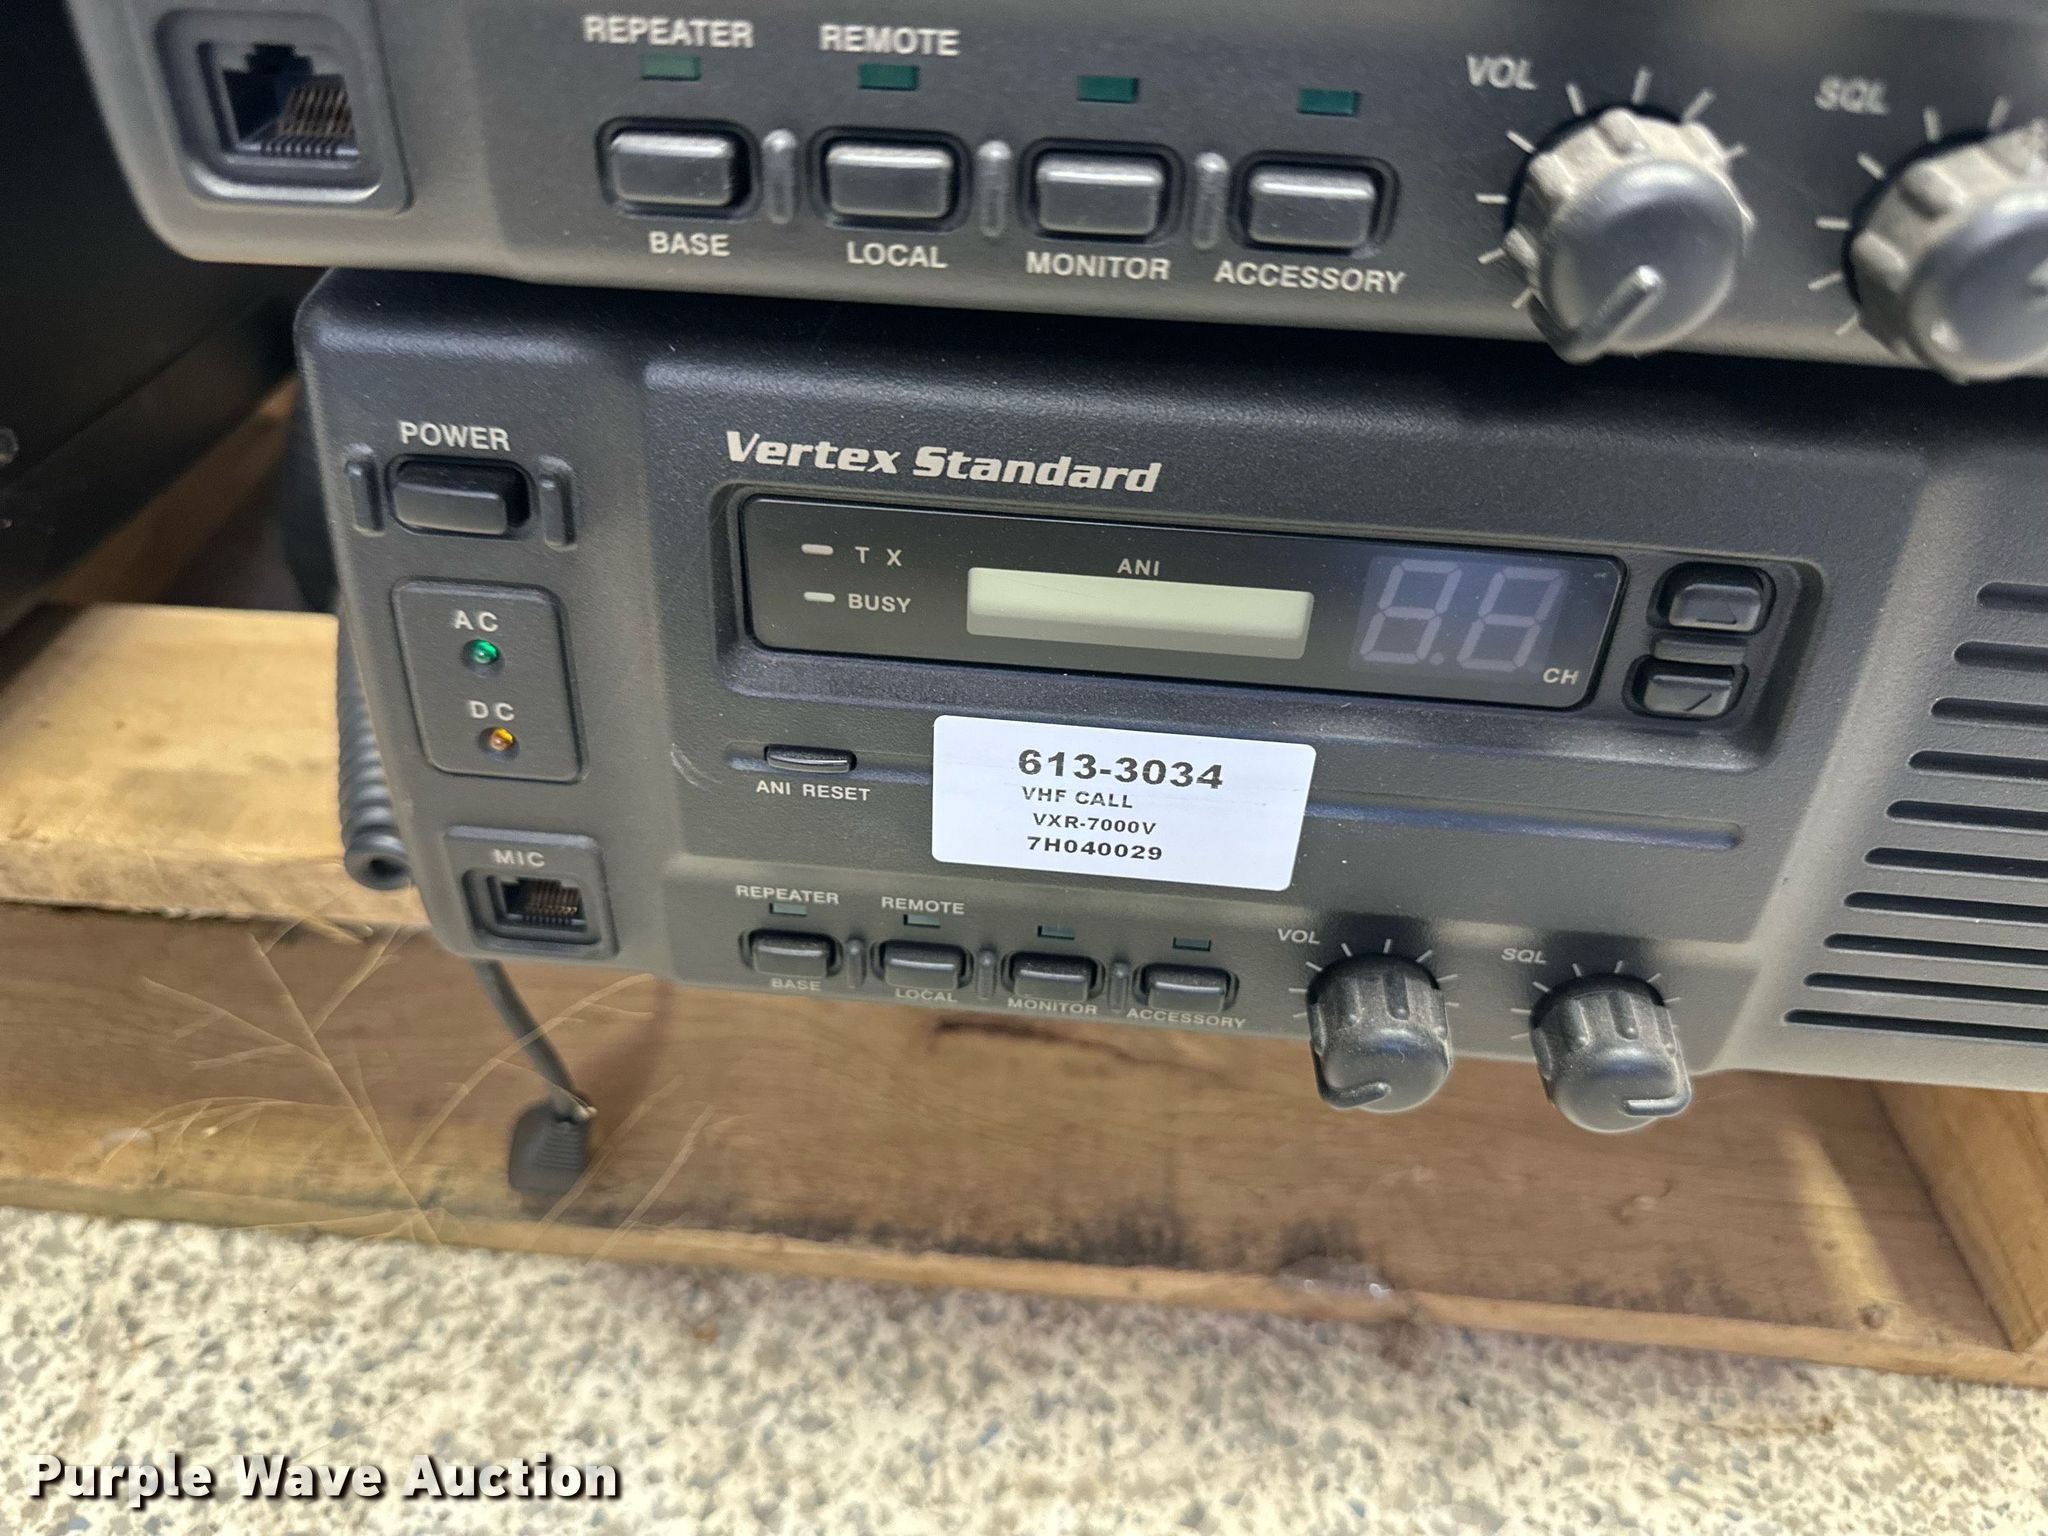 REPEATER REMOTE
VOL SQL
BASE LOCAL MONITOR ACCESSORY
POWER
Vertex Standard
TX
ANI
BUSY
CH
AC
DC
ANI RESET
613-3034
VHF CALL
VXR-7000V
7H040029
MIC
REPEATER REMOTE
VOL SQL
BASE LOCAL MONITOR ACCESSORY
Purple Wave Auction